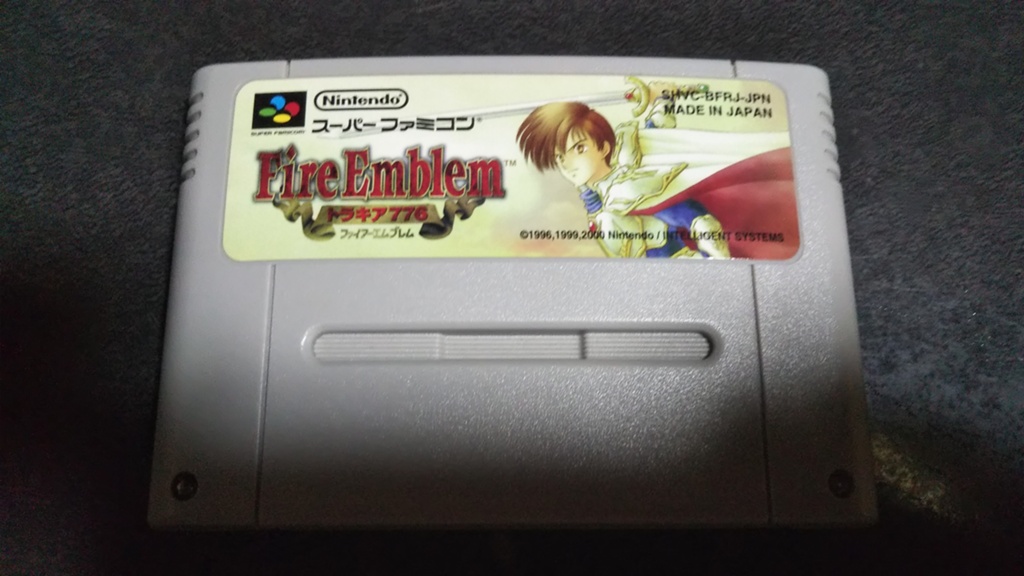 SUPER FAMICOM
Nintendo®
スーパーファミコン®
SHVC-BFRJ-JPN
MADE IN JAPAN
Fire Emblem™
トラキア776
ファイアーエムブレム
©1996,1999,2000 Nintendo / INTELLIGENT SYSTEMS